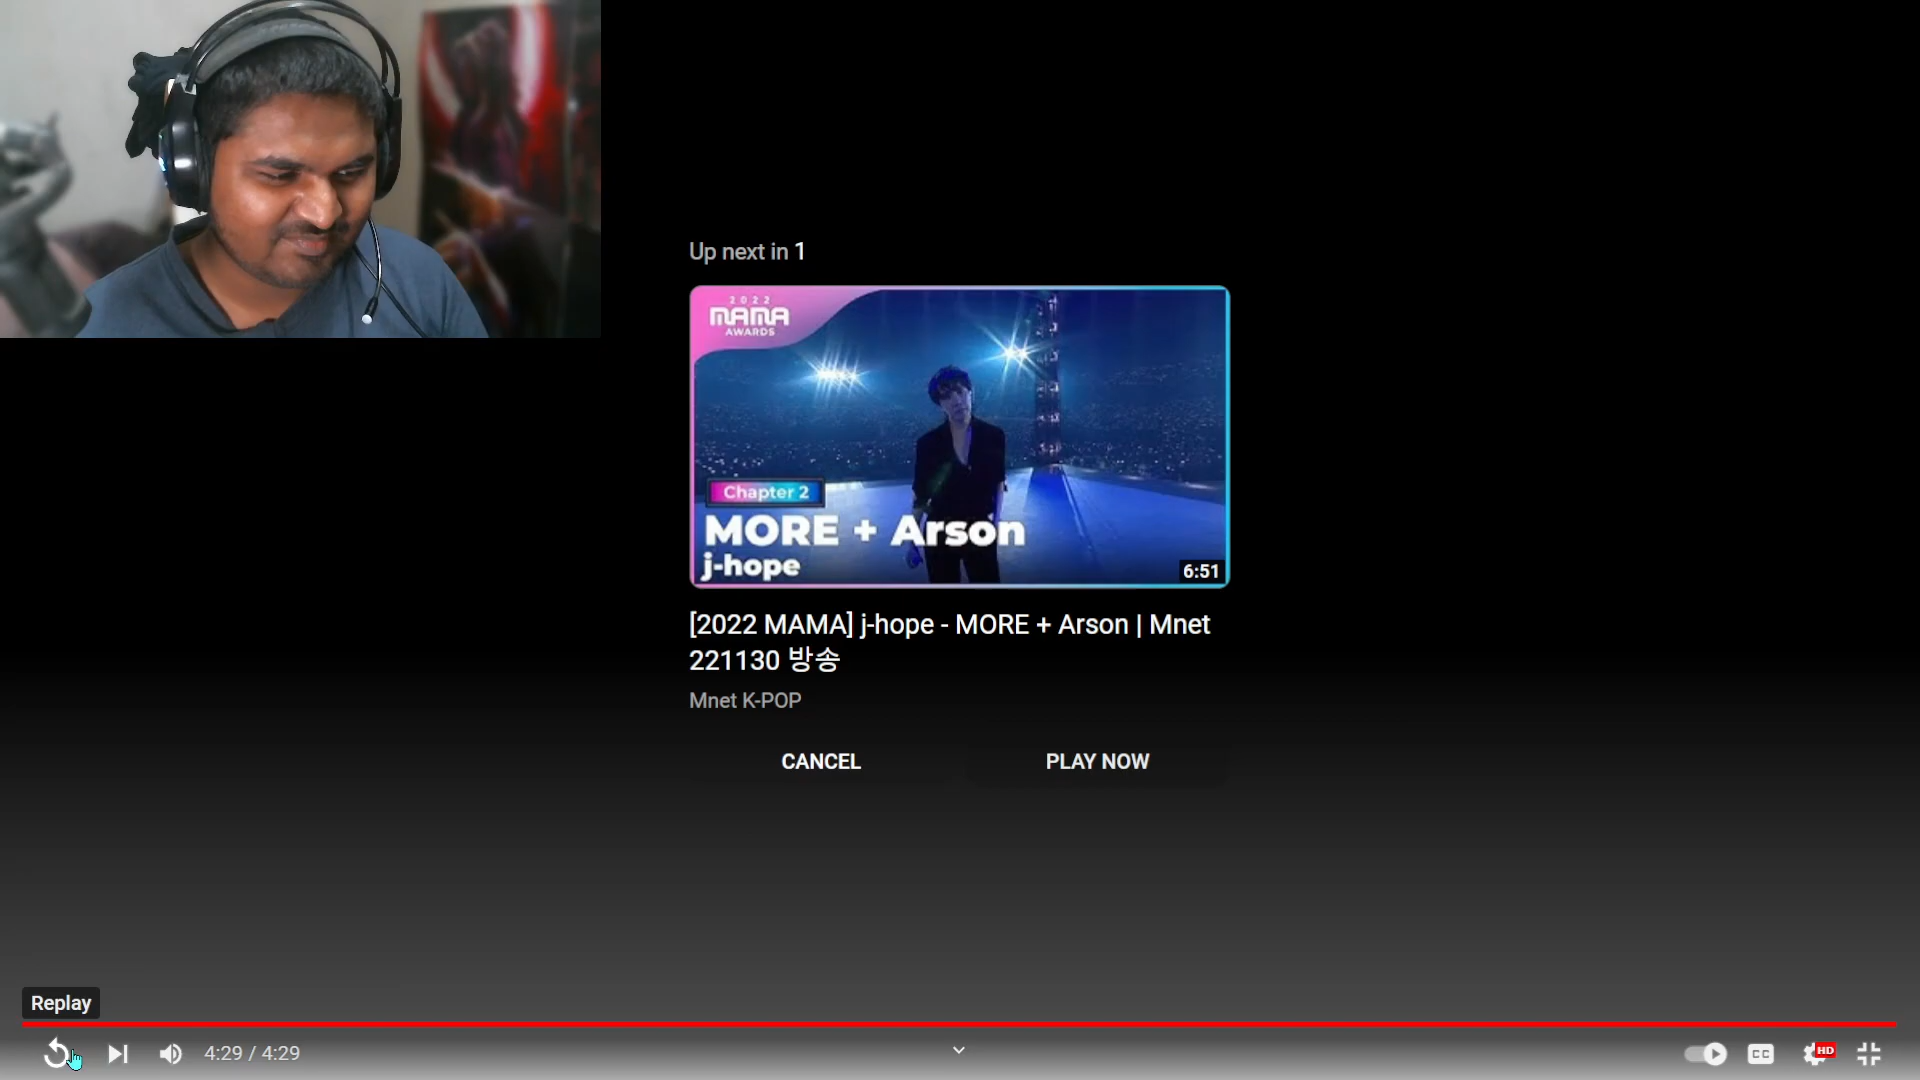 Up next in 1
2022
MAMA
AWARDS
Chapter 2
MORE + Arson
j-hope
6:51
[2022 MAMA] j-hope - MORE + Arson | Mnet
221130 방송
Mnet K-POP
CANCEL
PLAY NOW
Replay
4:29 / 4:29
CC
HD